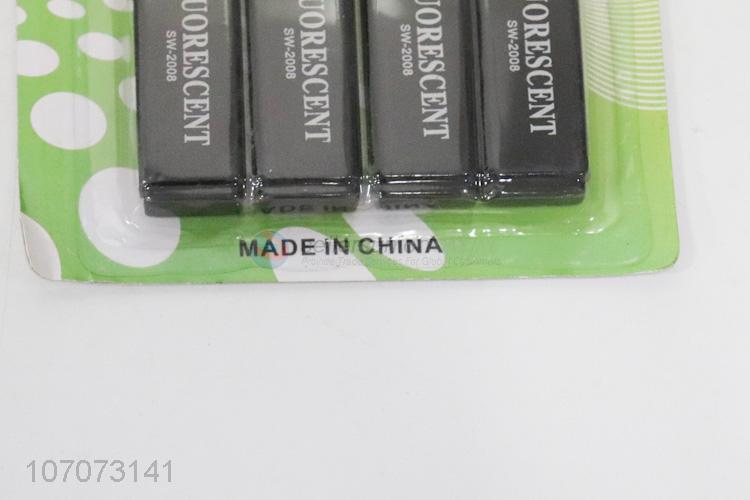 UORESCENT
SW-2008
UORESCENT
SW-2008
UORESCENT
SW-2008
UORESCENT
SW-2008
MADE IN CHINA
107073141